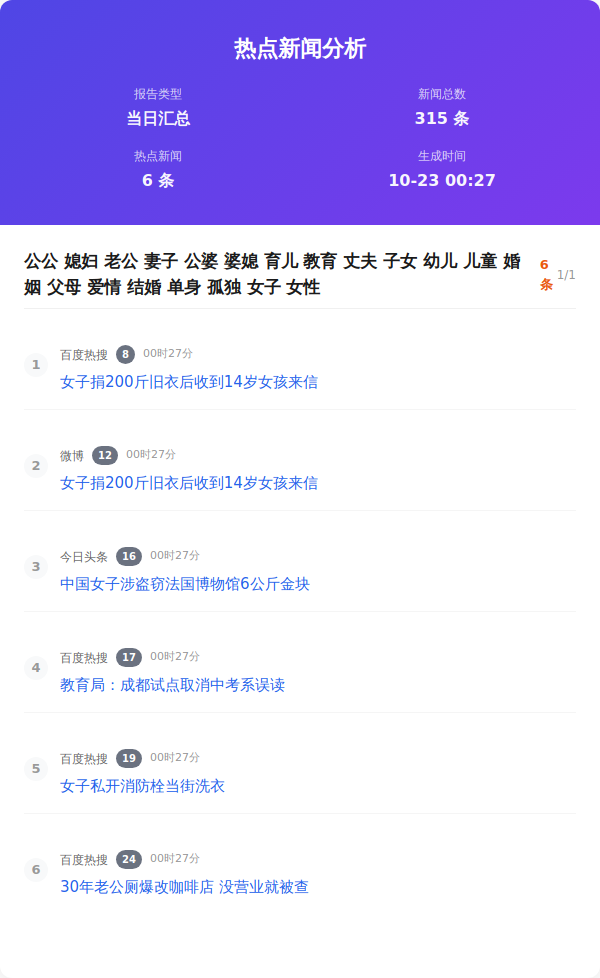 热点新闻分析
报告类型
新闻总数
当日汇总
315 条
热点新闻
生成时间
6 条
10-23 00:27
公公 媳妇 老公 妻子 公婆 婆媳 育儿 教育 丈夫 子女 幼儿 儿童 婚
姻 父母 爱情 结婚 单身 孤独 女子 女性
6
条
1/1
1
百度热搜 8 00时27分
女子捐200斤旧衣后收到14岁女孩来信
2
微博 12 00时27分
女子捐200斤旧衣后收到14岁女孩来信
3
今日头条 16 00时27分
中国女子涉盗窃法国博物馆6公斤金块
4
百度热搜 17 00时27分
教育局：成都试点取消中考系误读
5
百度热搜 19 00时27分
女子私开消防栓当街洗衣
6
百度热搜 24 00时27分
30年老公厕爆改咖啡店 没营业就被查